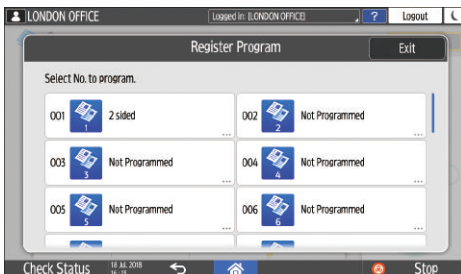 LONDON OFFICE Logged in: [LONDON OFFICE] ? Logout
Register Program Exit
Select No. to program.
001 1 2 sided 002 2 Not Programmed
003 3 Not Programmed 004 4 Not Programmed
005 5 Not Programmed 006 6 Not Programmed
Check Status 18 JUL 2018 Stop